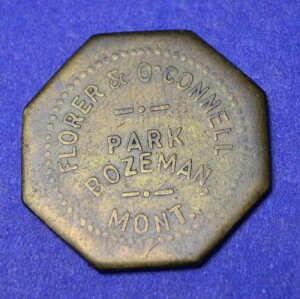 FLORER & O'CONNELL
PARK
BOZEMAN,
MONT.